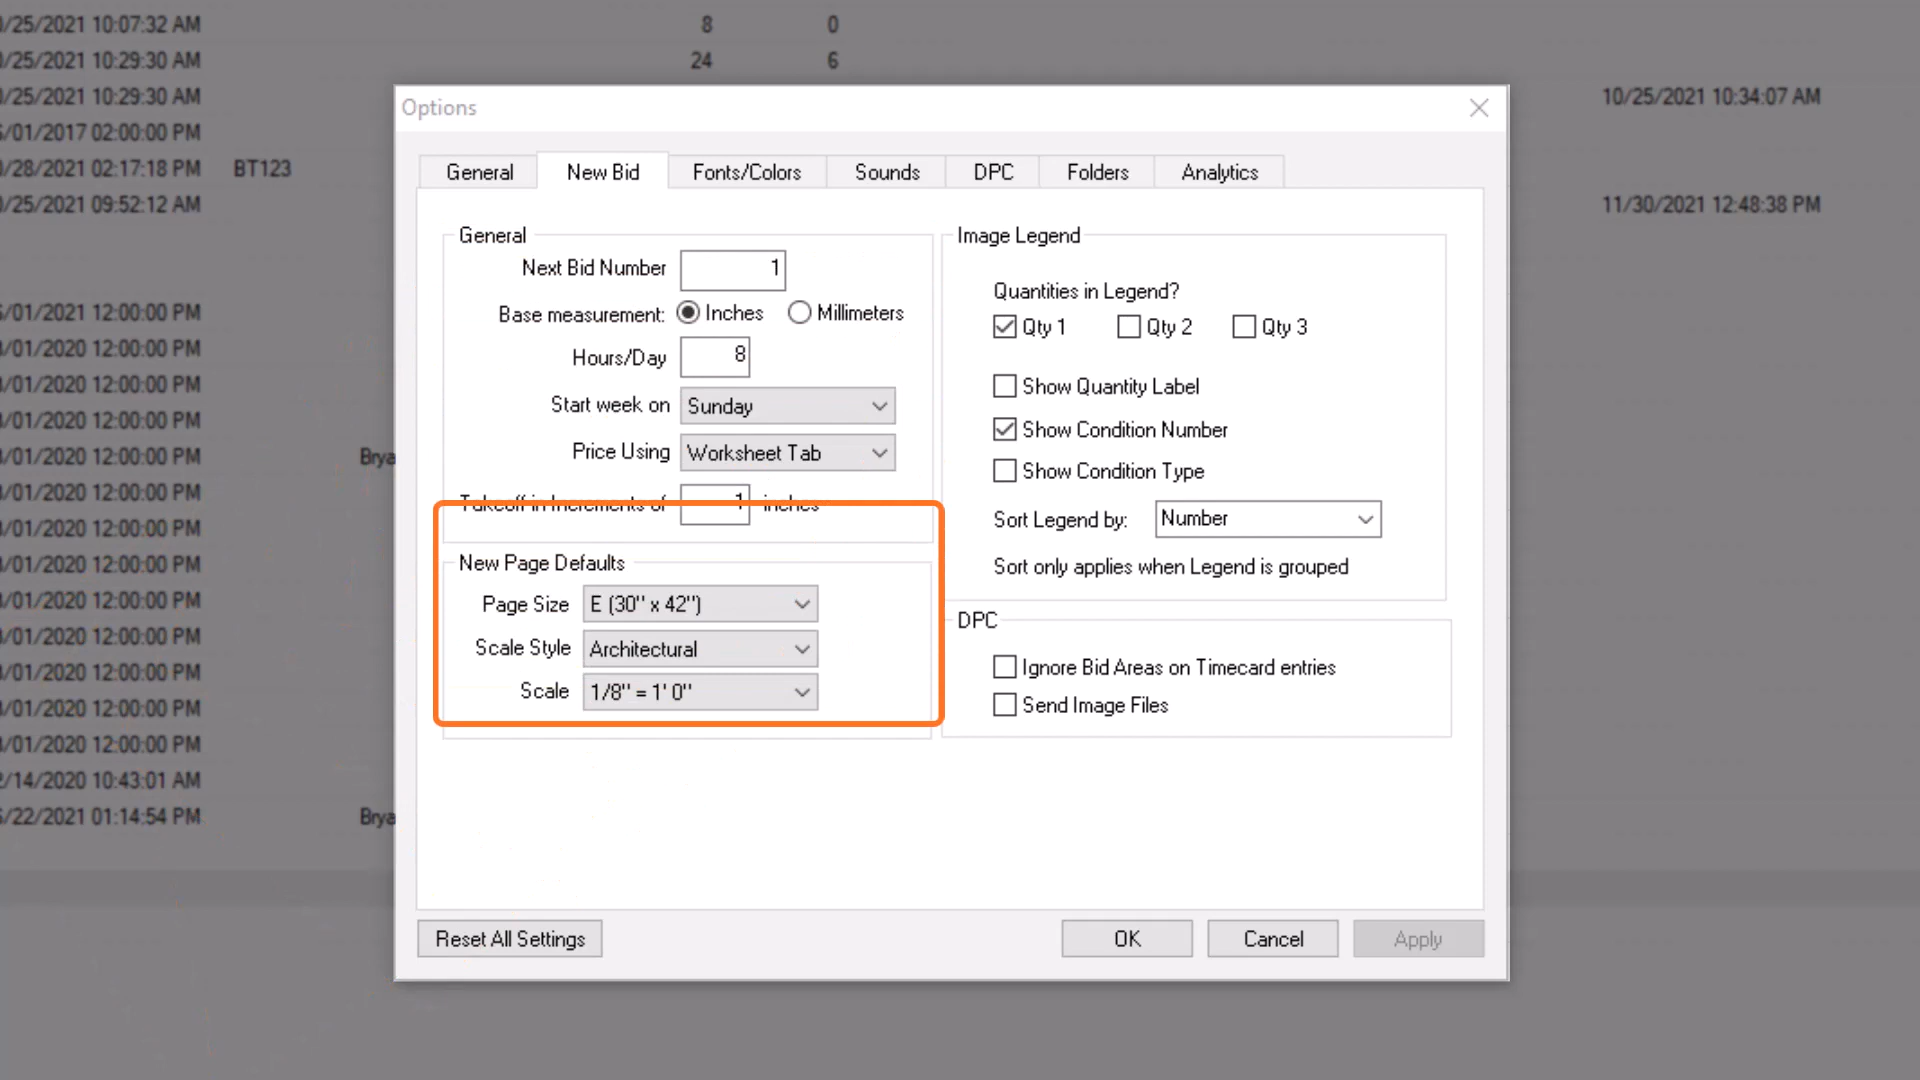 /25/2021 10:07:32 AM 8 0
/25/2021 10:29:30 AM 24 6
/25/2021 10:29:30 AM 10/25/2021 10:34:07 AM
/01/2017 02:00:00 PM
/28/2021 02:17:18 PM BT123
/25/2021 09:52:12 AM 11/30/2021 12:48:38 PM
/01/2021 12:00:00 PM
/01/2020 12:00:00 PM
/01/2020 12:00:00 PM
/01/2020 12:00:00 PM
/01/2020 12:00:00 PM Brya
/01/2020 12:00:00 PM
/01/2020 12:00:00 PM
/01/2020 12:00:00 PM
/01/2020 12:00:00 PM
/01/2020 12:00:00 PM
/01/2020 12:00:00 PM
/01/2020 12:00:00 PM
/01/2020 12:00:00 PM
/14/2020 10:43:01 AM
/22/2021 01:14:54 PM Brya
Options
General New Bid Fonts/Colors Sounds DPC Folders Analytics
General
Next Bid Number 1
Base measurement: Inches Millimeters
Hours/Day 8
Start week on Sunday
Price Using Worksheet Tab
Takeoff in Increments of 1 inches
New Page Defaults
Page Size E (30" x 42")
Scale Style Architectural
Scale 1/8" = 1' 0"
Image Legend
Quantities in Legend?
Qty 1 Qty 2 Qty 3
Show Quantity Label
Show Condition Number
Show Condition Type
Sort Legend by: Number
Sort only applies when Legend is grouped
DPC
Ignore Bid Areas on Timecard entries
Send Image Files
Reset All Settings OK Cancel Apply